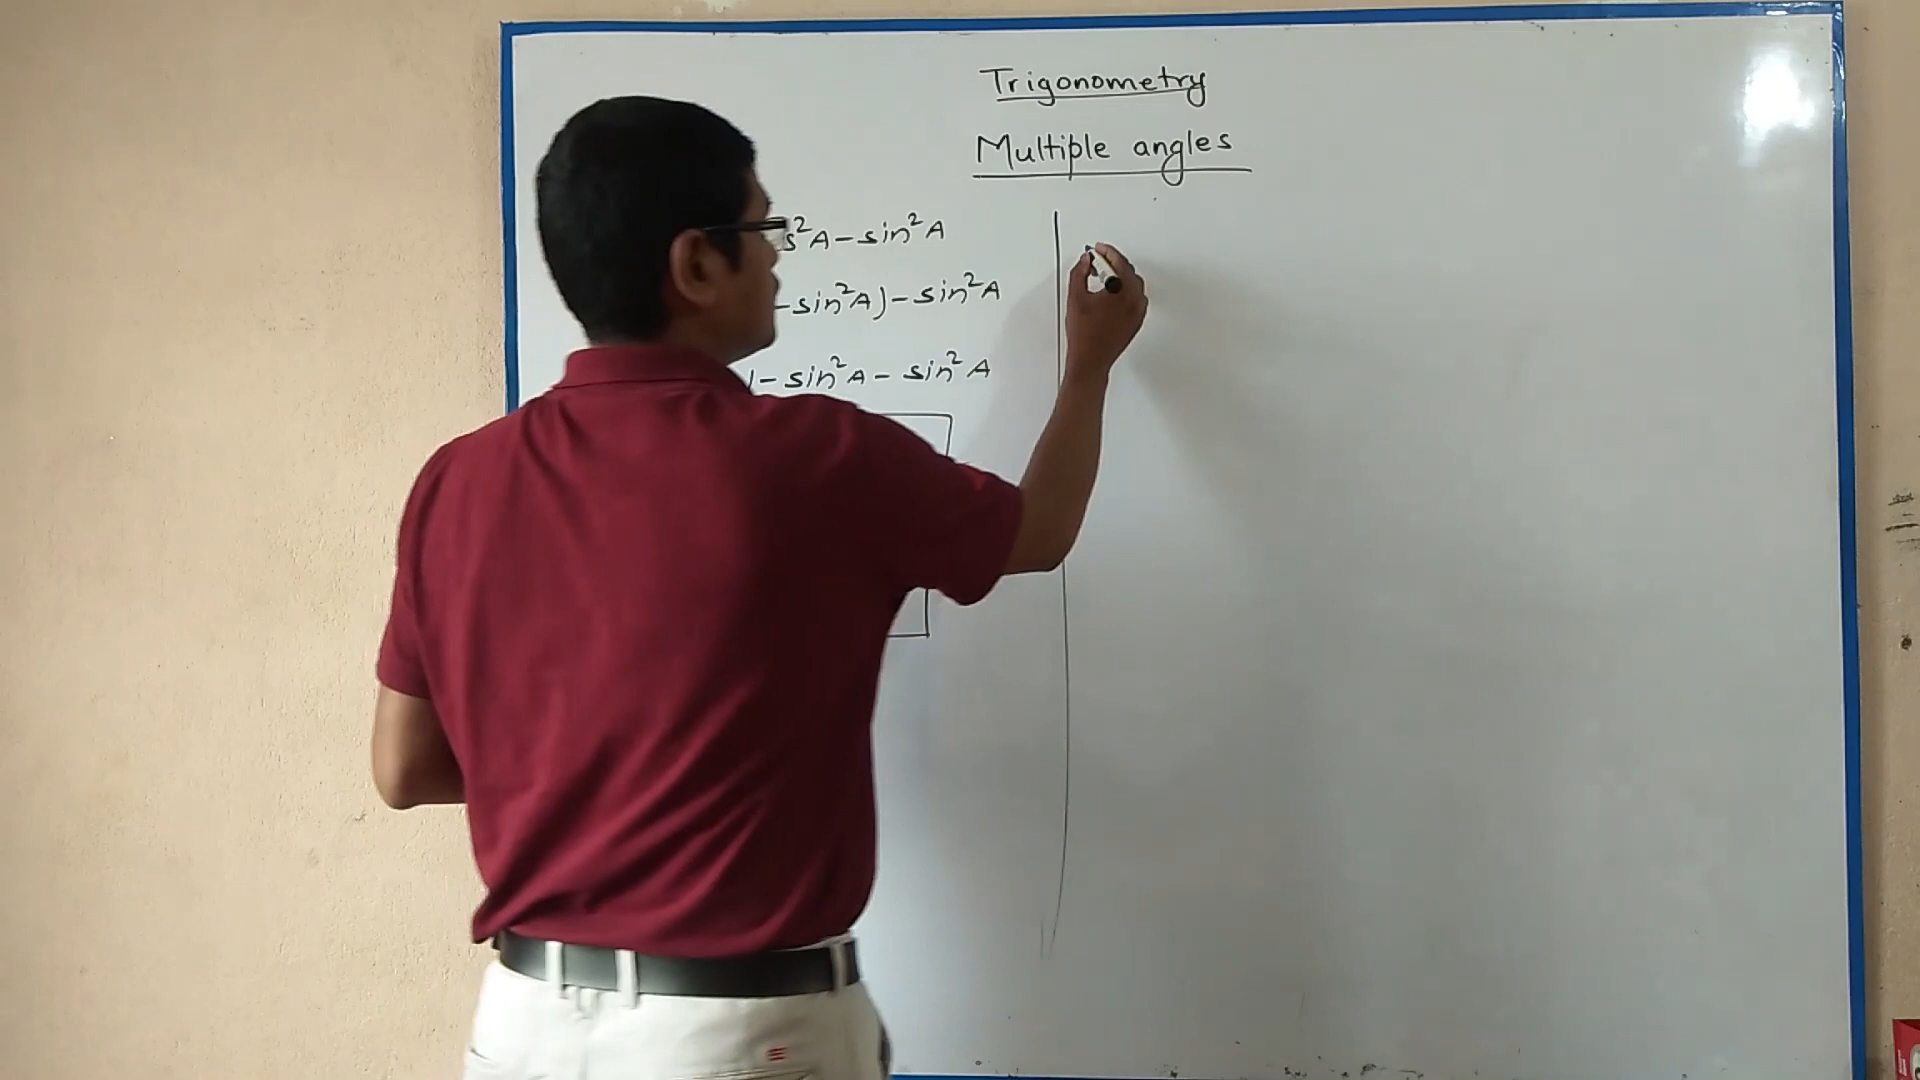 Trigonometry
Multiple angles
s²A - sin²A
- sin²A) - sin²A
1 - sin²A - sin²A